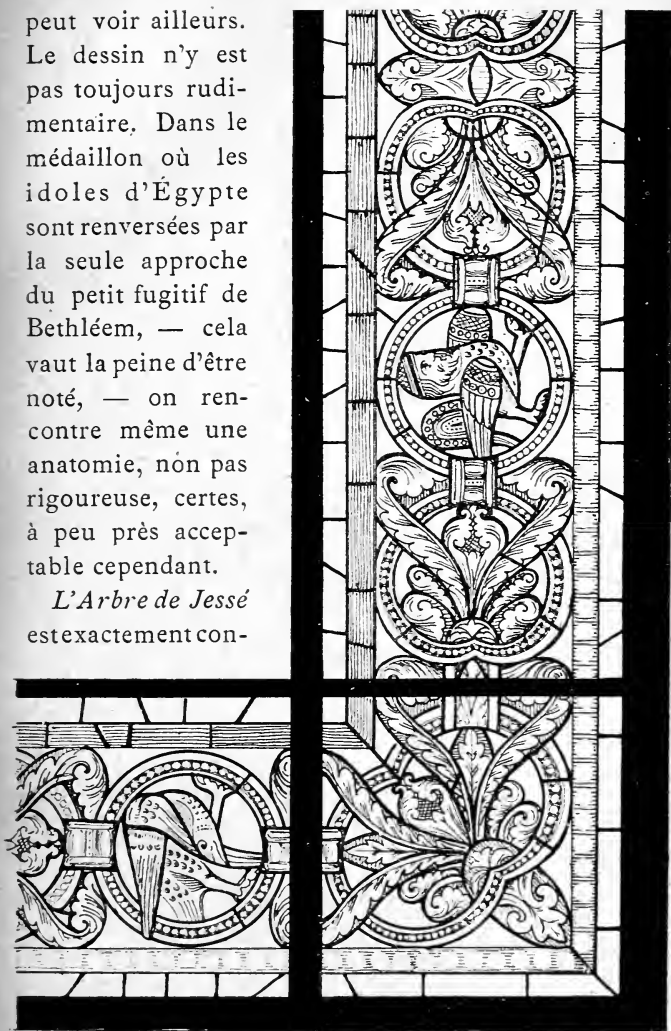 peut voir ailleurs.
Le dessin n'y est
pas toujours rudi-
mentaire. Dans le
médaillon où les
idoles d'Égypte
sont renversées par
la seule approche
du petit fugitif de
Bethléem, — cela
vaut la peine d'être
noté, — on ren-
contre même une
anatomie, non pas
rigoureuse, certes,
à peu près accep-
table cependant.
L'Arbre de Jessé
est exactement con-